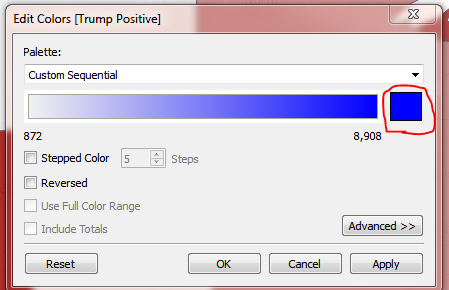 Edit Colors [Trump Positive]
Palette:
Custom Sequential
872 8,908
Stepped Color 5 Steps
Reversed
Use Full Color Range
Include Totals
Advanced >>
Reset OK Cancel Apply